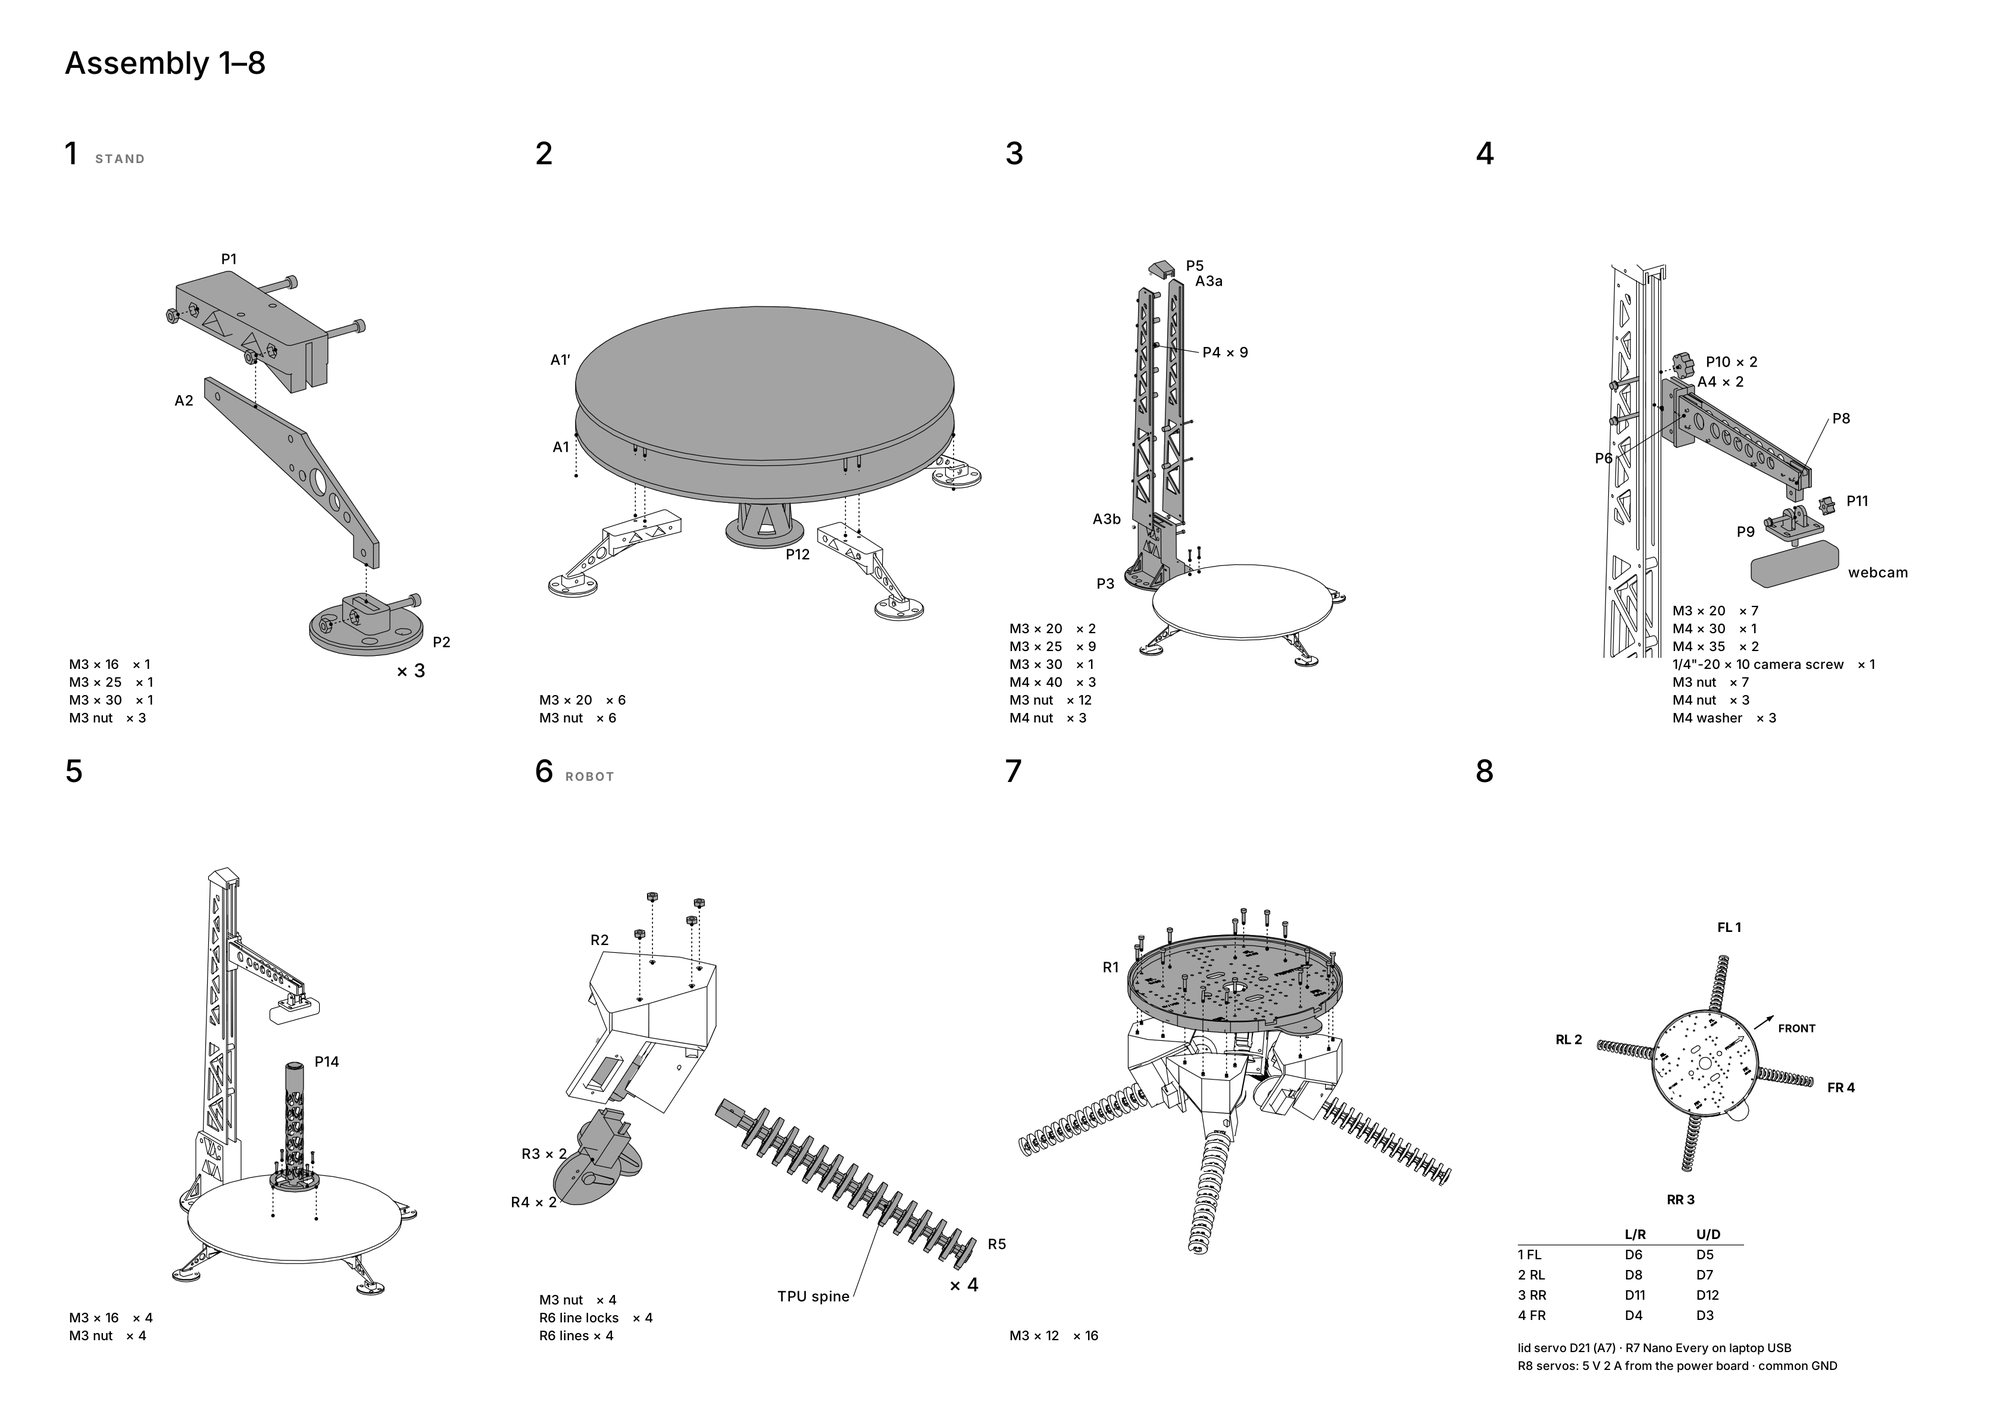 Assembly 1–8
1 STAND
P1
A2
P2
× 3
M3 × 16 × 1
M3 × 25 × 1
M3 × 30 × 1
M3 nut × 3
2
A1′
A1
P12
M3 × 20 × 6
M3 nut × 6
3
P5
A3a
P4 × 9
A3b
P3
M3 × 20 × 2
M3 × 25 × 9
M3 × 30 × 1
M4 × 40 × 3
M3 nut × 12
M4 nut × 3
4
P10 × 2
A4 × 2
P8
P6
P11
P9
webcam
M3 × 20 × 7
M4 × 30 × 1
M4 × 35 × 2
1/4"-20 × 10 camera screw × 1
M3 nut × 7
M4 nut × 3
M4 washer × 3
5
P14
M3 × 16 × 4
M3 nut × 4
6 ROBOT
R2
R3 × 2
R4 × 2
R5
× 4
TPU spine
M3 nut × 4
R6 line locks × 4
R6 lines × 4
7
R1
M3 × 12 × 16
8
FL 1
FRONT
RL 2
FR 4
RR 3
L/R U/D
1 FL D6 D5
2 RL D8 D7
3 RR D11 D12
4 FR D4 D3
lid servo D21 (A7) · R7 Nano Every on laptop USB
R8 servos: 5 V 2 A from the power board · common GND